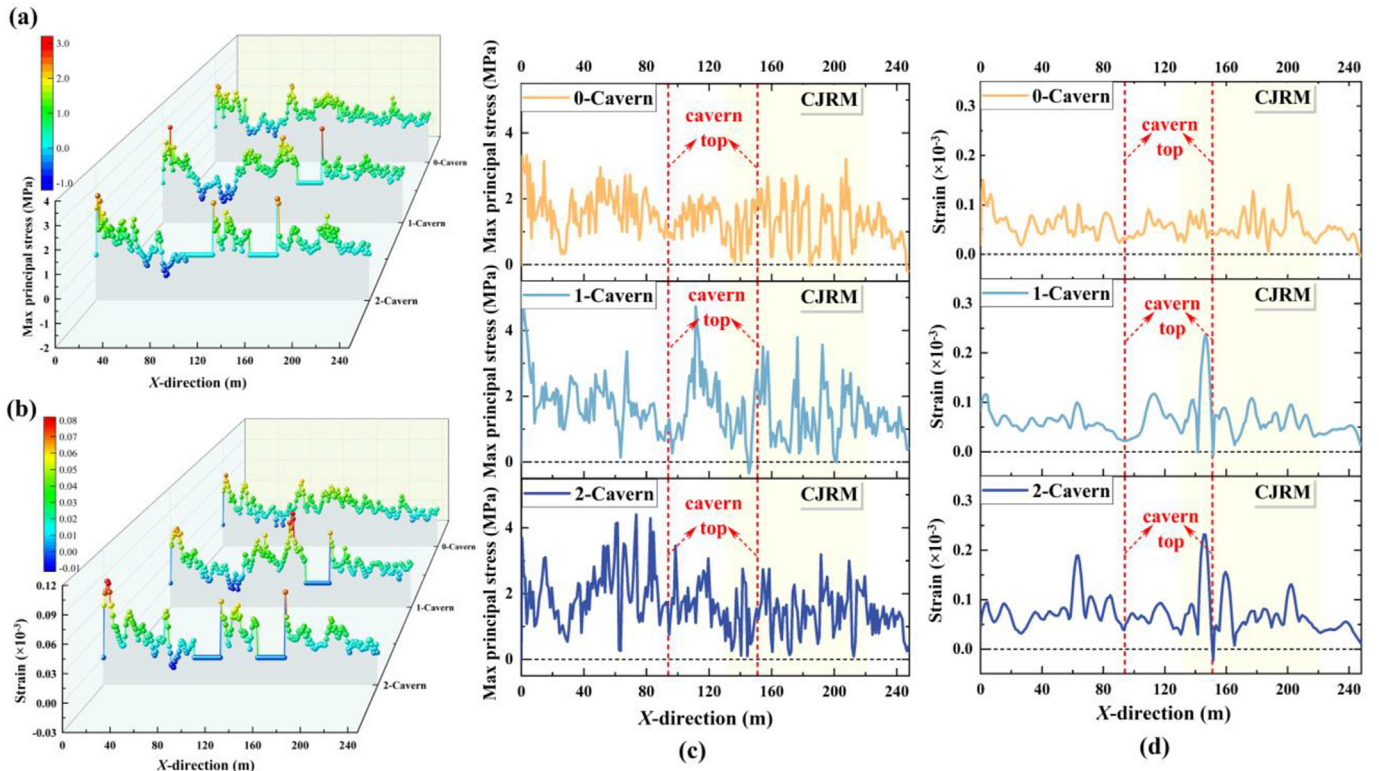 (a)
3.0
2.0
1.0
0.0
-1.0
Max principal stress (MPa)
4
3
2
1
0
-1
-2
0-Cavern
1-Cavern
2-Cavern
0 40 80 120 160 200 240
X-direction (m)
(b)
0.08
0.07
0.06
0.05
0.04
0.03
0.02
0.01
0.00
-0.01
Strain (×10⁻³)
0.12
0.09
0.06
0.03
0.00
-0.03
0-Cavern
1-Cavern
2-Cavern
0 40 80 120 160 200 240
X-direction (m)
0 40 80 120 160 200 240
Max principal stress (MPa)
4
2
0
0-Cavern
cavern
top
CJRM
Max principal stress (MPa)
4
2
0
1-Cavern
cavern
top
CJRM
Max principal stress (MPa)
4
2
0
2-Cavern
cavern
top
CJRM
0 40 80 120 160 200 240
X-direction (m)
(c)
0 40 80 120 160 200 240
Strain (×10⁻³)
0.3
0.2
0.1
0.0
0-Cavern
cavern
top
CJRM
Strain (×10⁻³)
0.3
0.2
0.1
0.0
1-Cavern
cavern
top
CJRM
Strain (×10⁻³)
0.3
0.2
0.1
0.0
2-Cavern
cavern
top
CJRM
0 40 80 120 160 200 240
X-direction (m)
(d)